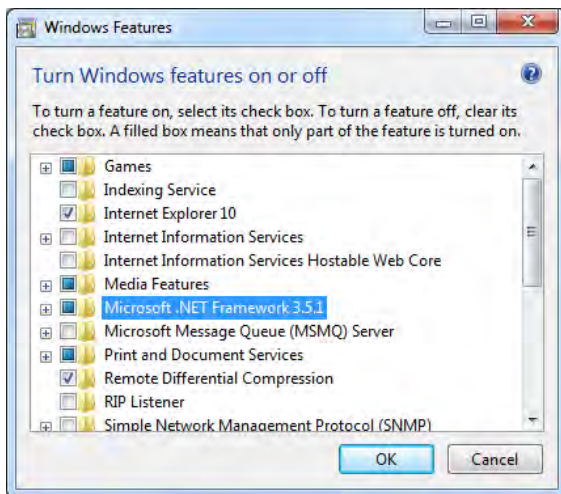 Windows Features
Turn Windows features on or off
To turn a feature on, select its check box. To turn a feature off, clear its
check box. A filled box means that only part of the feature is turned on.
Games
Indexing Service
Internet Explorer 10
Internet Information Services
Internet Information Services Hostable Web Core
Media Features
Microsoft .NET Framework 3.5.1
Microsoft Message Queue (MSMQ) Server
Print and Document Services
Remote Differential Compression
RIP Listener
Simple Network Management Protocol (SNMP)
OK Cancel